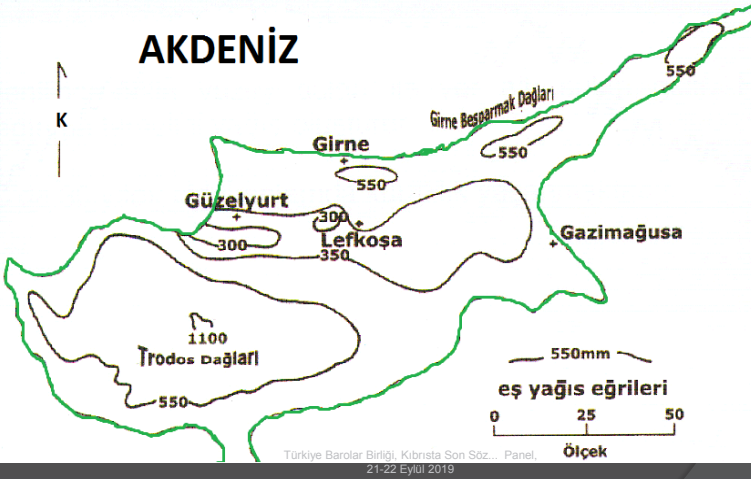 AKDENİZ
K
550
Girne Beşparmak Dağları
550
Girne
550
Güzelyurt
300
300
Lefkoşa
350
Gazimağusa
1100
Trodos Dağları
550
550mm
eş yağıs eğrileri
0 25 50
Ölçek
Türkiye Barolar Birliği, Kıbrısta Son Söz... Panel,
21-22 Eylül 2019